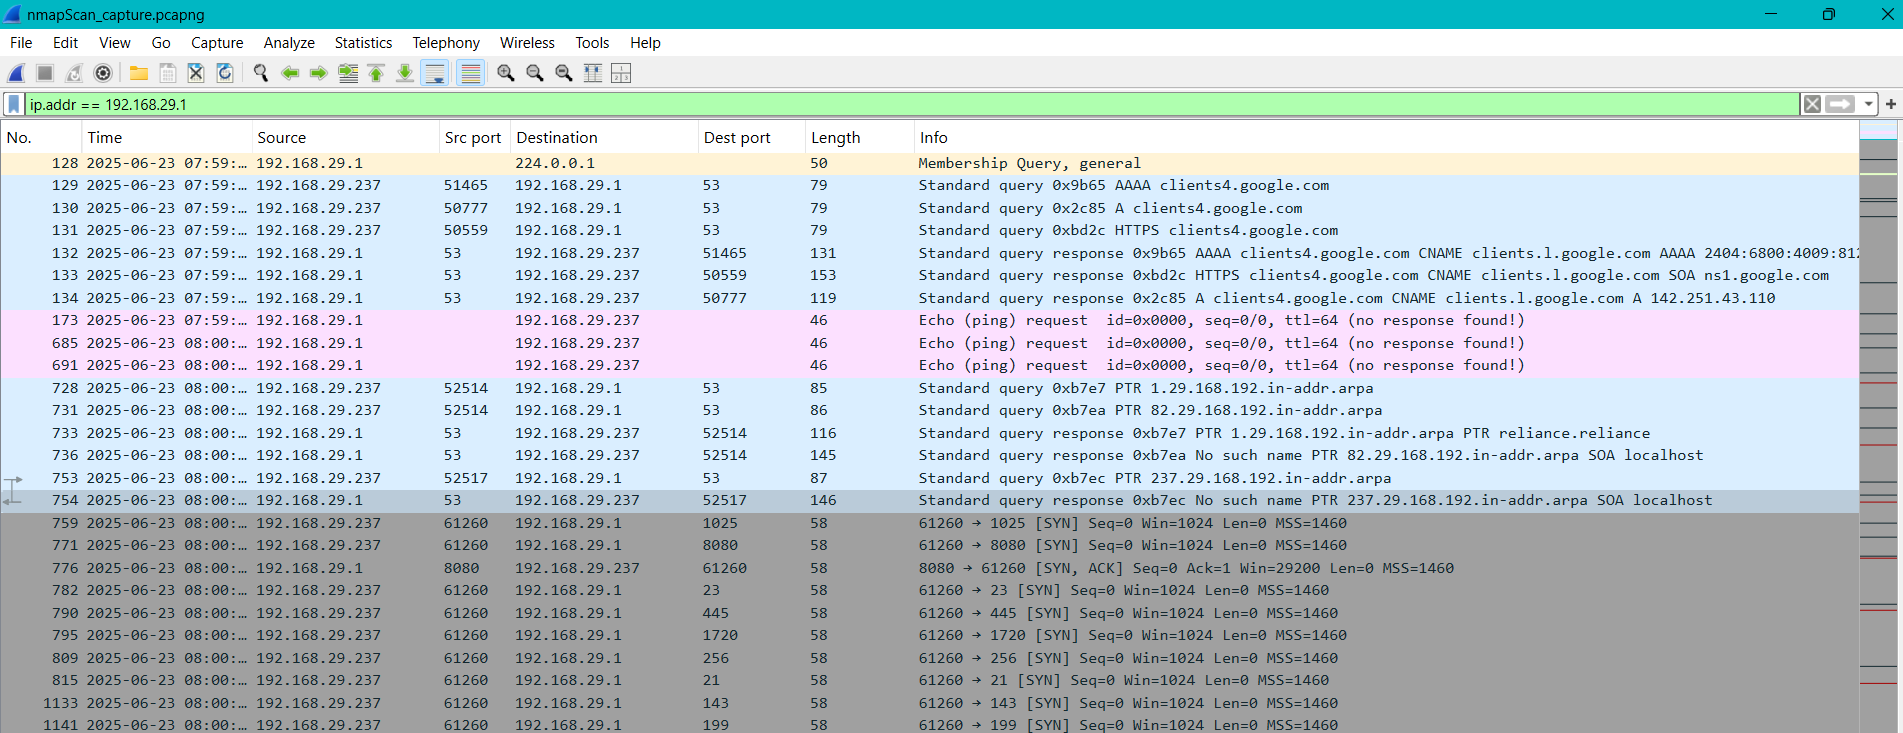 nmapScan_capture.pcapng
File Edit View Go Capture Analyze Statistics Telephony Wireless Tools Help
ip.addr == 192.168.29.1
No. Time Source Src port Destination Dest port Length Info
128 2025-06-23 07:59:… 192.168.29.1 224.0.0.1 50 Membership Query, general
129 2025-06-23 07:59:… 192.168.29.237 51465 192.168.29.1 53 79 Standard query 0x9b65 AAAA clients4.google.com
130 2025-06-23 07:59:… 192.168.29.237 50777 192.168.29.1 53 79 Standard query 0x2c85 A clients4.google.com
131 2025-06-23 07:59:… 192.168.29.237 50559 192.168.29.1 53 79 Standard query 0xbd2c HTTPS clients4.google.com
132 2025-06-23 07:59:… 192.168.29.1 53 192.168.29.237 51465 131 Standard query response 0x9b65 AAAA clients4.google.com CNAME clients.l.google.com AAAA 2404:6800:4009:812
133 2025-06-23 07:59:… 192.168.29.1 53 192.168.29.237 50559 153 Standard query response 0xbd2c HTTPS clients4.google.com CNAME clients.l.google.com SOA ns1.google.com
134 2025-06-23 07:59:… 192.168.29.1 53 192.168.29.237 50777 119 Standard query response 0x2c85 A clients4.google.com CNAME clients.l.google.com A 142.251.43.110
173 2025-06-23 07:59:… 192.168.29.1 192.168.29.237 46 Echo (ping) request id=0x0000, seq=0/0, ttl=64 (no response found!)
685 2025-06-23 08:00:… 192.168.29.1 192.168.29.237 46 Echo (ping) request id=0x0000, seq=0/0, ttl=64 (no response found!)
691 2025-06-23 08:00:… 192.168.29.1 192.168.29.237 46 Echo (ping) request id=0x0000, seq=0/0, ttl=64 (no response found!)
728 2025-06-23 08:00:… 192.168.29.237 52514 192.168.29.1 53 85 Standard query 0xb7e7 PTR 1.29.168.192.in-addr.arpa
731 2025-06-23 08:00:… 192.168.29.237 52514 192.168.29.1 53 86 Standard query 0xb7ea PTR 82.29.168.192.in-addr.arpa
733 2025-06-23 08:00:… 192.168.29.1 53 192.168.29.237 52514 116 Standard query response 0xb7e7 PTR 1.29.168.192.in-addr.arpa PTR reliance.reliance
736 2025-06-23 08:00:… 192.168.29.1 53 192.168.29.237 52514 145 Standard query response 0xb7ea No such name PTR 82.29.168.192.in-addr.arpa SOA localhost
753 2025-06-23 08:00:… 192.168.29.237 52517 192.168.29.1 53 87 Standard query 0xb7ec PTR 237.29.168.192.in-addr.arpa
754 2025-06-23 08:00:… 192.168.29.1 53 192.168.29.237 52517 146 Standard query response 0xb7ec No such name PTR 237.29.168.192.in-addr.arpa SOA localhost
759 2025-06-23 08:00:… 192.168.29.237 61260 192.168.29.1 1025 58 61260 → 1025 [SYN] Seq=0 Win=1024 Len=0 MSS=1460
771 2025-06-23 08:00:… 192.168.29.237 61260 192.168.29.1 8080 58 61260 → 8080 [SYN] Seq=0 Win=1024 Len=0 MSS=1460
776 2025-06-23 08:00:… 192.168.29.1 8080 192.168.29.237 61260 58 8080 → 61260 [SYN, ACK] Seq=0 Ack=1 Win=29200 Len=0 MSS=1460
782 2025-06-23 08:00:… 192.168.29.237 61260 192.168.29.1 23 58 61260 → 23 [SYN] Seq=0 Win=1024 Len=0 MSS=1460
790 2025-06-23 08:00:… 192.168.29.237 61260 192.168.29.1 445 58 61260 → 445 [SYN] Seq=0 Win=1024 Len=0 MSS=1460
795 2025-06-23 08:00:… 192.168.29.237 61260 192.168.29.1 1720 58 61260 → 1720 [SYN] Seq=0 Win=1024 Len=0 MSS=1460
809 2025-06-23 08:00:… 192.168.29.237 61260 192.168.29.1 256 58 61260 → 256 [SYN] Seq=0 Win=1024 Len=0 MSS=1460
815 2025-06-23 08:00:… 192.168.29.237 61260 192.168.29.1 21 58 61260 → 21 [SYN] Seq=0 Win=1024 Len=0 MSS=1460
1133 2025-06-23 08:00:… 192.168.29.237 61260 192.168.29.1 143 58 61260 → 143 [SYN] Seq=0 Win=1024 Len=0 MSS=1460
1141 2025-06-23 08:00:… 192.168.29.237 61260 192.168.29.1 199 58 61260 → 199 [SYN] Seq=0 Win=1024 Len=0 MSS=1460